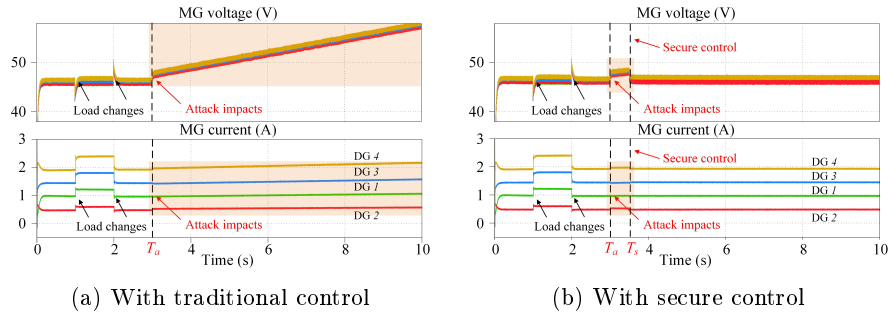 MG voltage (V)
50
40
Load changes
Attack impacts
MG current (A)
3
2
1
0
DG 4
DG 3
DG 1
DG 2
Load changes
Attack impacts
0
2
4
6
8
10
Ta
Time (s)
(a) With traditional control
MG voltage (V)
50
40
Secure control
Load changes
Attack impacts
MG current (A)
3
2
1
0
Secure control
DG 4
DG 3
DG 1
DG 2
Load changes
Attack impacts
0
2
4
6
8
10
Ta
Ts
Time (s)
(b) With secure control